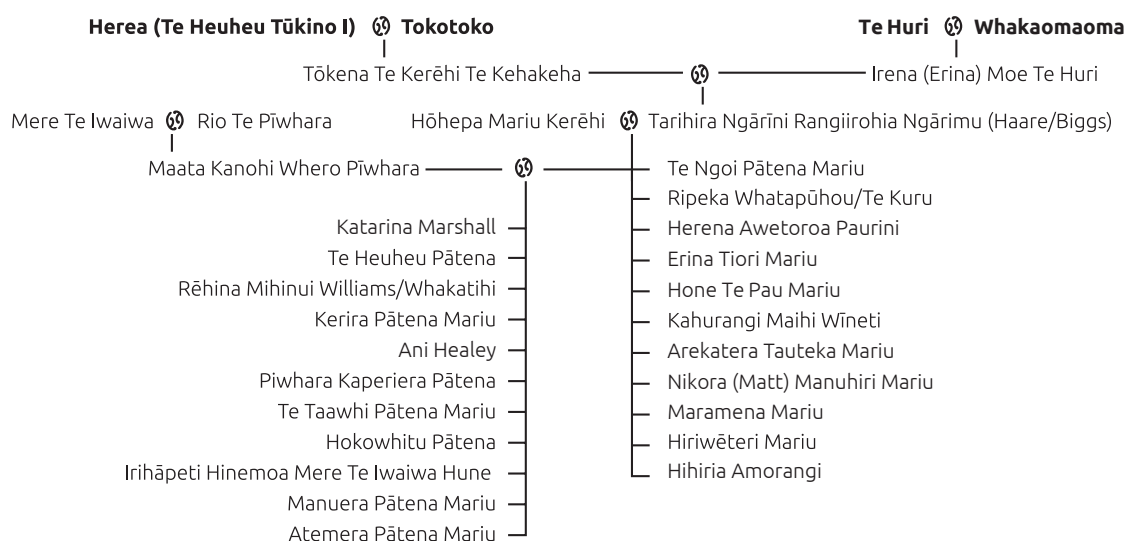 Herea (Te Heuheu Tūkino I) Tokotoko Te Huri Whakaomaoma
Tōkena Te Kerēhi Te Kehakeha Irena (Erina) Moe Te Huri
Mere Te Iwaiwa Rio Te Pīwhara Hōhepa Mariu Kerēhi Tarihira Ngārīni Rangiirohia Ngārimu (Haare/Biggs)
Maata Kanohi Whero Pīwhara Te Ngoi Pātena Mariu
Ripeka Whatapūhou/Te Kuru
Katarina Marshall Herena Awetoroa Paurini
Te Heuheu Pātena Erina Tiori Mariu
Rēhina Mihinui Williams/Whakatihi Hone Te Pau Mariu
Kerira Pātena Mariu Kahurangi Maihi Wīneti
Ani Healey Arekatera Tauteka Mariu
Piwhara Kaperiera Pātena Nikora (Matt) Manuhiri Mariu
Te Taawhi Pātena Mariu Maramena Mariu
Hokowhitu Pātena Hiriwēteri Mariu
Irihāpeti Hinemoa Mere Te Iwaiwa Hune Hihiria Amorangi
Manuera Pātena Mariu
Atemera Pātena Mariu